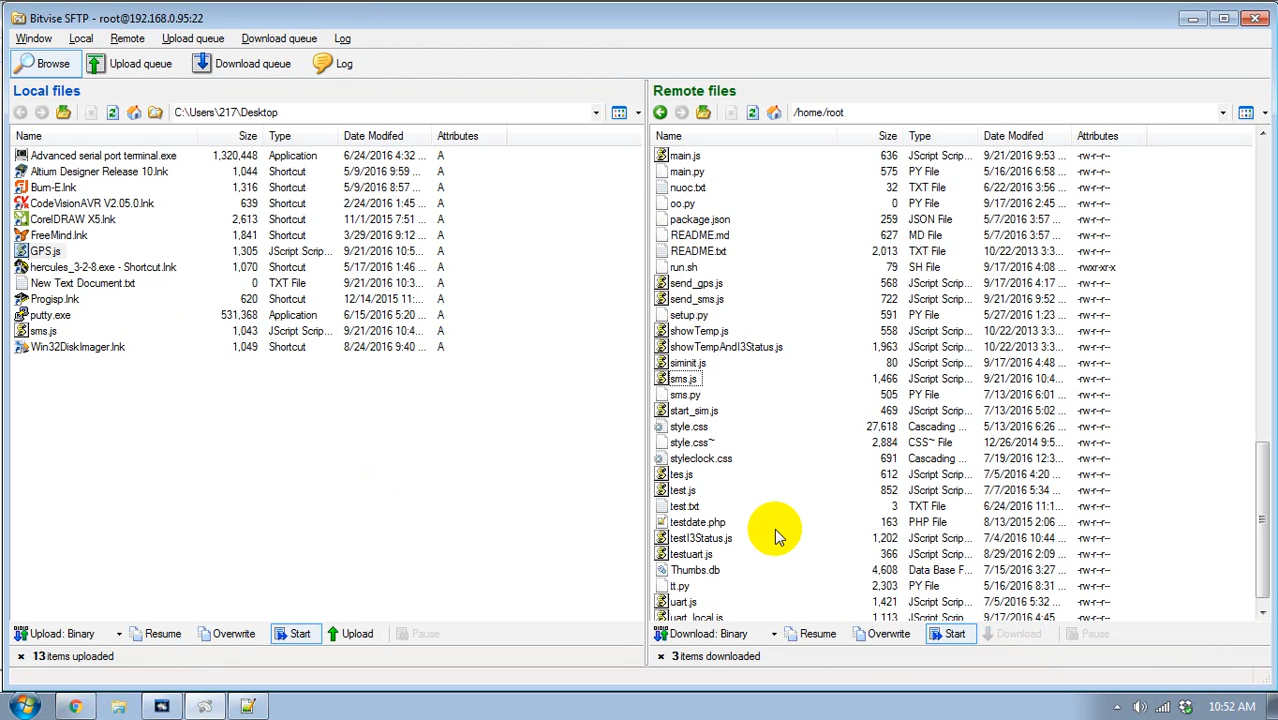 Bitvise SFTP - root@192.168.0.95:22
Window Local Remote Upload queue Download queue Log
Browse Upload queue Download queue Log
Local files
C:\Users\217\Desktop
Name Size Type Date Modified Attributes
Advanced serial port terminal.exe 1,320,448 Application 6/24/2016 4:32 ... A
Altium Designer Release 10.lnk 1,044 Shortcut 5/9/2016 9:59 ... A
Burn-E.lnk 1,316 Shortcut 5/9/2016 8:57 ... A
CodeVisionAVR V2.05.0.lnk 639 Shortcut 2/24/2016 1:45 ... A
CorelDRAW X5.lnk 2,613 Shortcut 11/1/2015 7:51 ... A
FreeMind.lnk 1,841 Shortcut 3/29/2016 9:12 ... A
GPS.js 1,305 JScript Scrip... 9/21/2016 10:5... A
hercules_3-2-8.exe - Shortcut.lnk 1,070 Shortcut 5/17/2016 1:46 ... A
New Text Document.txt 0 TXT File 9/21/2016 10:3... A
Progisp.lnk 620 Shortcut 12/14/2015 11:... A
putty.exe 531,368 Application 6/15/2016 5:20 ... A
sms.js 1,043 JScript Scrip... 9/21/2016 10:4... A
Win32DiskImager.lnk 1,049 Shortcut 8/24/2016 9:40 ... A
Upload: Binary Resume Overwrite Start Upload Pause
13 items uploaded
Remote files
/home/root
Name Size Type Date Modified Attributes
main.js 636 JScript Scrip... 9/21/2016 9:53 ... -rw-r--r--
main.py 575 PY File 5/16/2016 6:58 ... -rw-r--r--
nuoc.txt 32 TXT File 6/22/2016 3:56 ... -rw-r--r--
oo.py 0 PY File 9/17/2016 2:45 ... -rw-r--r--
package.json 259 JSON File 5/7/2016 3:57 ... -rw-r--r--
README.md 627 MD File 5/7/2016 3:57 ... -rw-r--r--
README.txt 2,013 TXT File 10/22/2013 3:3... -rw-r--r--
run.sh 79 SH File 9/17/2016 4:08 ... -rwxr-xr-x
send_gps.js 568 JScript Scrip... 9/17/2016 4:17 ... -rw-r--r--
send_sms.js 722 JScript Scrip... 9/21/2016 9:52 ... -rw-r--r--
setup.py 591 PY File 5/27/2016 1:23 ... -rw-r--r--
showTemp.js 558 JScript Scrip... 10/22/2013 3:3... -rw-r--r--
showTempAndI3Status.js 1,963 JScript Scrip... 10/22/2013 3:3... -rw-r--r--
siminit.js 80 JScript Scrip... 9/17/2016 4:48 ... -rw-r--r--
sms.js 1,466 JScript Scrip... 9/21/2016 10:4... -rw-r--r--
sms.py 505 PY File 7/13/2016 6:01 ... -rw-r--r--
start_sim.js 469 JScript Scrip... 7/13/2016 5:02 ... -rw-r--r--
style.css 27,618 Cascading ... 5/13/2016 6:26 ... -rw-r--r--
style.css~ 2,884 CSS~ File 12/26/2014 9:5... -rw-r--r--
styleclock.css 691 Cascading ... 7/19/2016 12:3... -rw-r--r--
tes.js 612 JScript Scrip... 7/5/2016 4:20 ... -rw-r--r--
test.js 852 JScript Scrip... 7/7/2016 5:34 ... -rw-r--r--
test.txt 3 TXT File 6/24/2016 11:1... -rw-r--r--
testdate.php 163 PHP File 8/13/2015 2:06 ... -rw-r--r--
testI3Status.js 1,202 JScript Scrip... 7/4/2016 10:44 ... -rw-r--r--
testuart.js 366 JScript Scrip... 8/29/2016 2:09 ... -rw-r--r--
Thumbs.db 4,608 Data Base F... 7/15/2016 3:27 ... -rw-r--r--
tt.py 2,303 PY File 5/16/2016 8:31 ... -rw-r--r--
uart.js 1,421 JScript Scrip... 7/5/2016 5:32 ... -rw-r--r--
uart_local.js 1,113 JScript Scrip... 9/17/2016 4:45 ... -rw-r--r--
Download: Binary Resume Overwrite Start Download Pause
3 items downloaded
10:52 AM